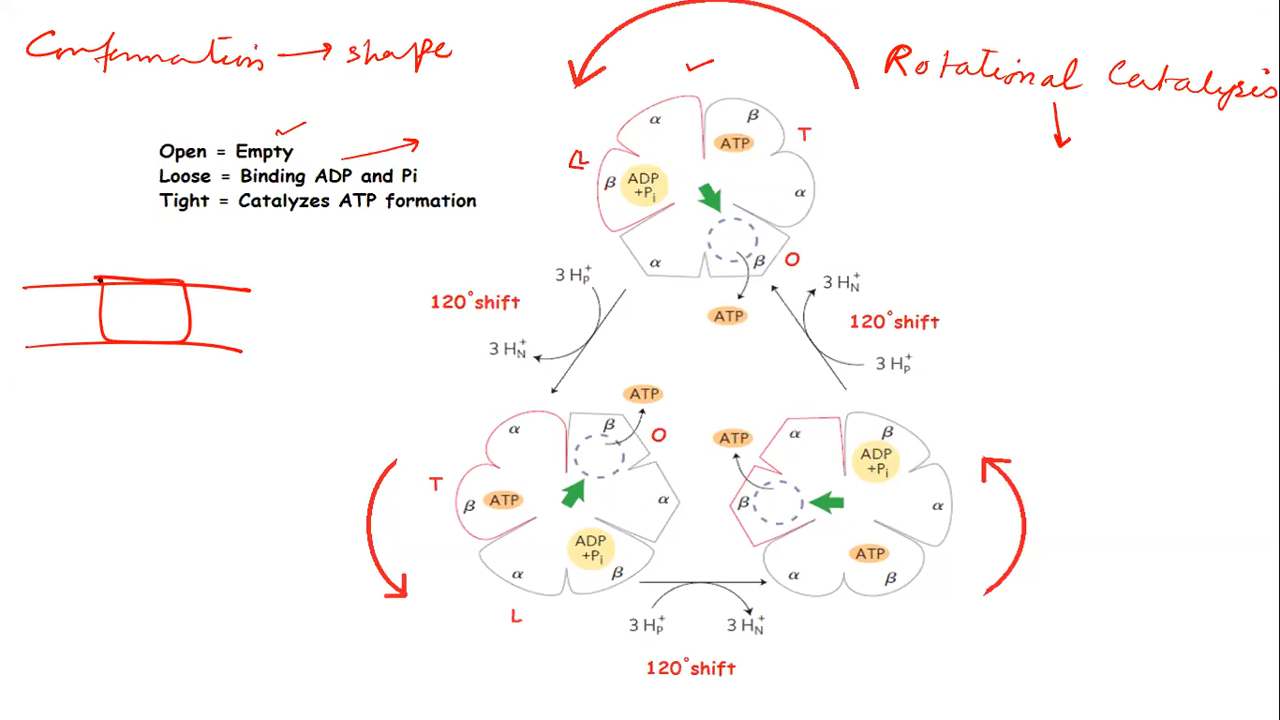 Conformation → shape
Rotational Catalysis
Open = Empty
Loose = Binding ADP and Pi
Tight = Catalyzes ATP formation
α
β
ATP
T
β
ADP
+Pi
α
α
β
O
ATP
3 H⁺P
120°shift
3 H⁺N
3 H⁺N
120°shift
3 H⁺P
α
β
ATP
O
T
β
ATP
α
ADP
+Pi
α
β
L
ATP
α
β
ADP
+Pi
β
α
ATP
α
β
3 H⁺P
3 H⁺N
120°shift